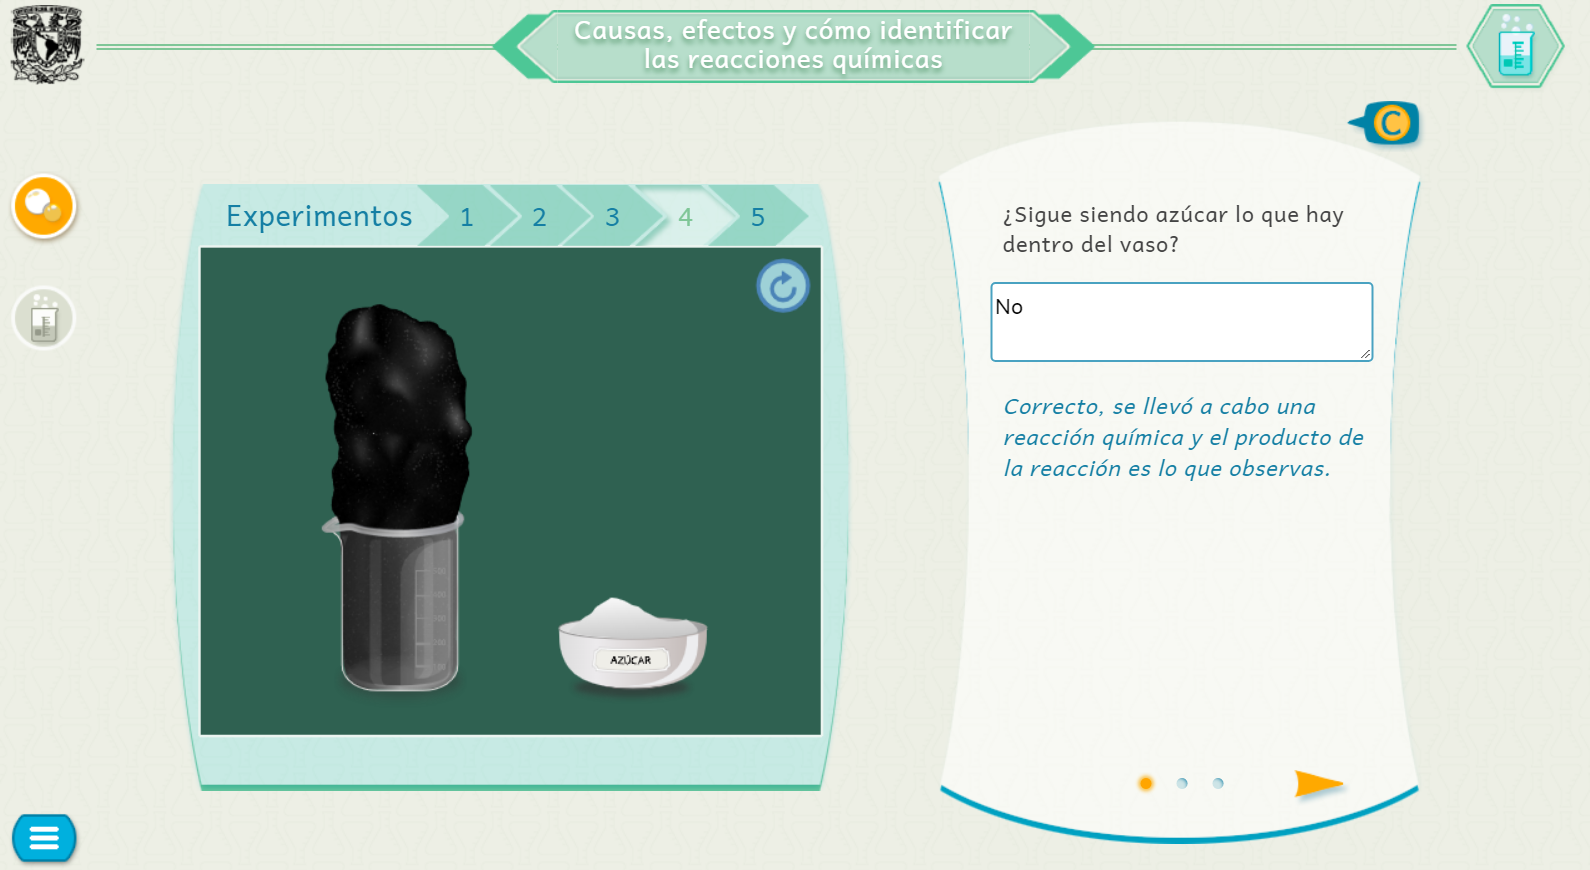 Causas, efectos y cómo identificar
las reacciones químicas
C
Experimentos 1 2 3 4 5
AZÚCAR
¿Sigue siendo azúcar lo que hay
dentro del vaso?
No
Correcto, se llevó a cabo una
reacción química y el producto de
la reacción es lo que observas.